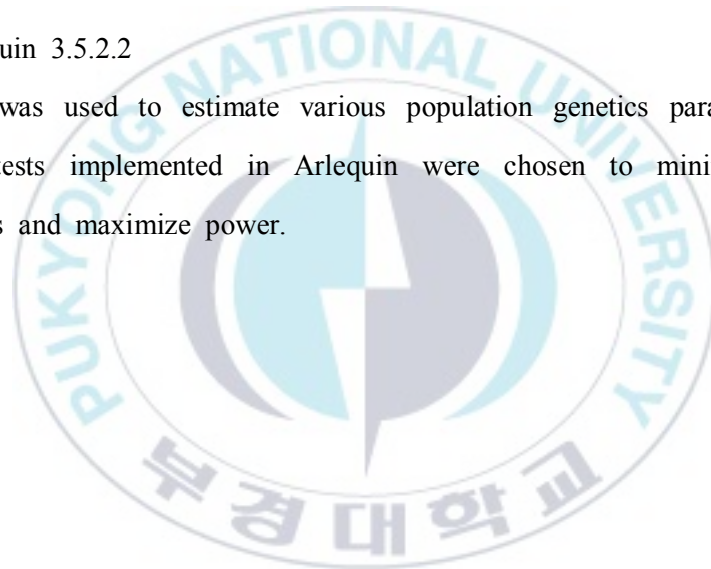 uin 3.5.2.2
was used to estimate various population genetics para
tests implemented in Arlequin were chosen to mini
s and maximize power.
PUKYONG NATIONAL UNIVERSITY
부경대학교